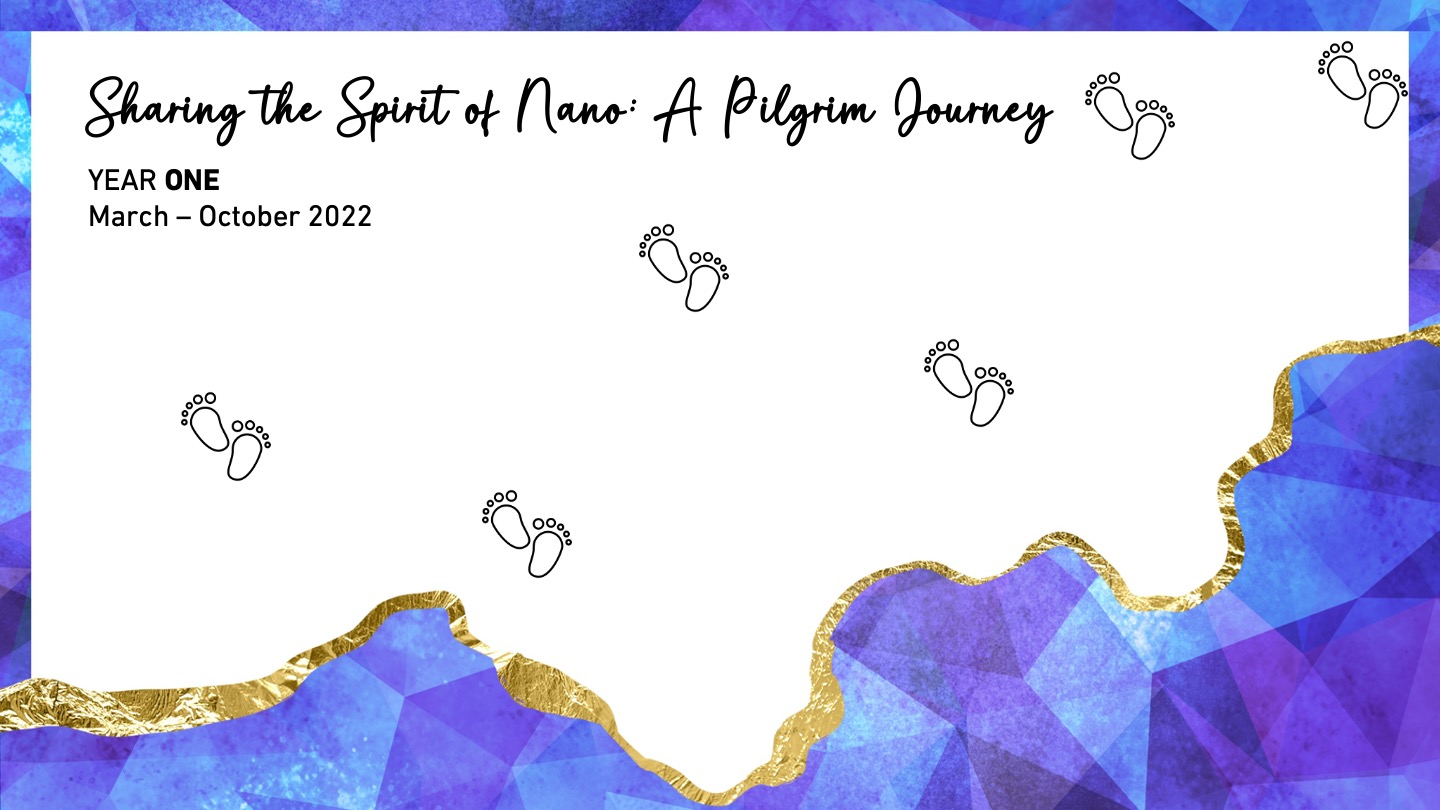 Sharing the Spirit of Nano: A Pilgrim Journey
YEAR ONE
March – October 2022